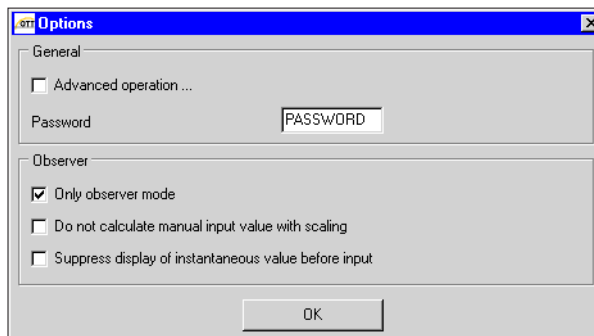 OTT Options
General
Advanced operation ...
Password PASSWORD
Observer
Only observer mode
Do not calculate manual input value with scaling
Suppress display of instantaneous value before input
OK